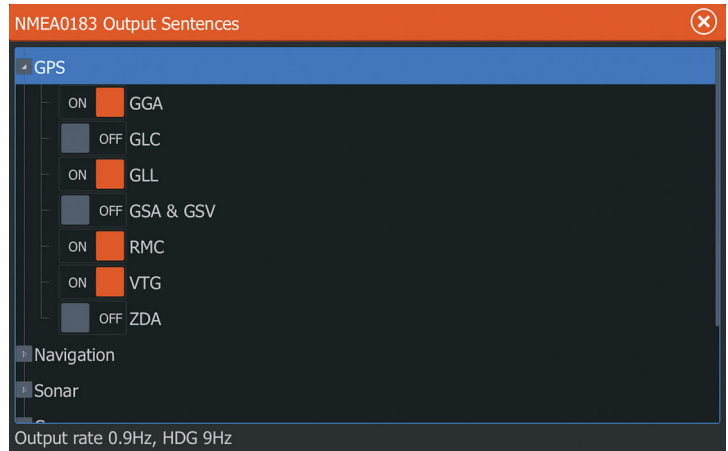 NMEA0183 Output Sentences
GPS
ON GGA
OFF GLC
ON GLL
OFF GSA & GSV
ON RMC
ON VTG
OFF ZDA
Navigation
Sonar
Output rate 0.9Hz, HDG 9Hz